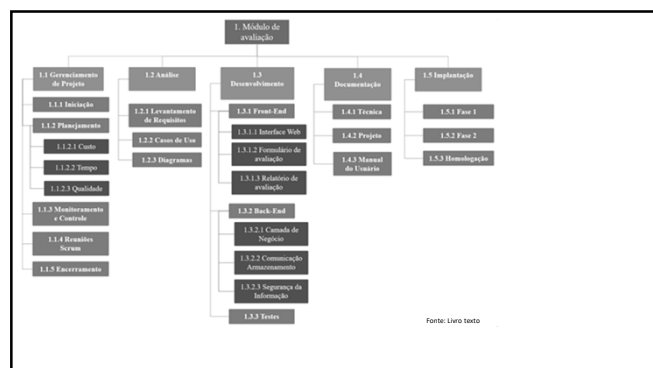 1. Módulo de
avaliação
1.1 Gerenciamento
de Projeto
1.1.1 Iniciação
1.1.2 Planejamento
1.1.2.1 Custo
1.1.2.2 Tempo
1.1.2.3 Qualidade
1.1.3 Monitoramento
e Controle
1.1.4 Reuniões
Scrum
1.1.5 Encerramento
1.2 Análise
1.2.1 Levantamento
de Requisitos
1.2.2 Casos de Uso
1.2.3 Diagramas
1.3
Desenvolvimento
1.3.1 Front-End
1.3.1.1 Interface Web
1.3.1.2 Formulário de
avaliação
1.3.1.3 Relatório de
avaliação
1.3.2 Back-End
1.3.2.1 Camada de
Negócio
1.3.2.2 Comunicação
Armazenamento
1.3.2.3 Segurança da
Informação
1.3.3 Testes
1.4
Documentação
1.4.1 Técnica
1.4.2 Projeto
1.4.3 Manual
do Usuário
1.5 Implantação
1.5.1 Fase 1
1.5.2 Fase 2
1.5.3 Homologação
Fonte: Livro texto